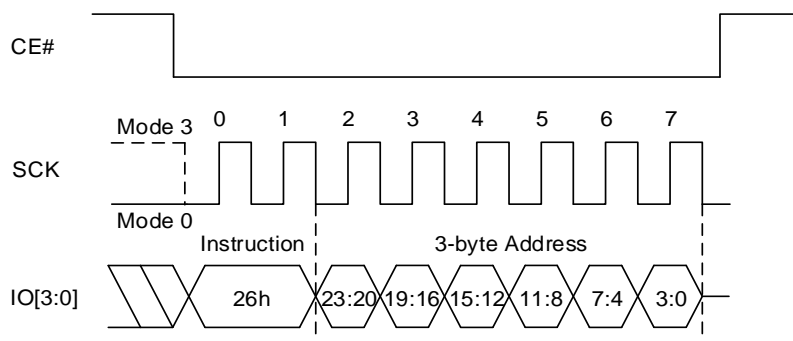 CE#
Mode 3 0 1 2 3 4 5 6 7
SCK
Mode 0
Instruction 3-byte Address
IO[3:0] 26h 23:20 19:16 15:12 11:8 7:4 3:0